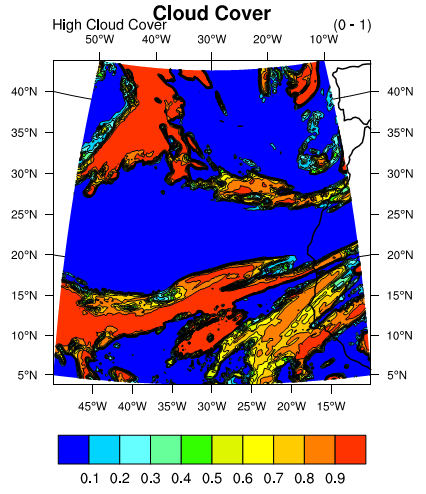 Cloud Cover
High Cloud Cover (0 - 1)
50°W 40°W 30°W 20°W 10°W
40°N 40°N
35°N 35°N
30°N 30°N
25°N 25°N
20°N 20°N
15°N 15°N
10°N 10°N
5°N 5°N
45°W 40°W 35°W 30°W 25°W 20°W 15°W
0.1 0.2 0.3 0.4 0.5 0.6 0.7 0.8 0.9